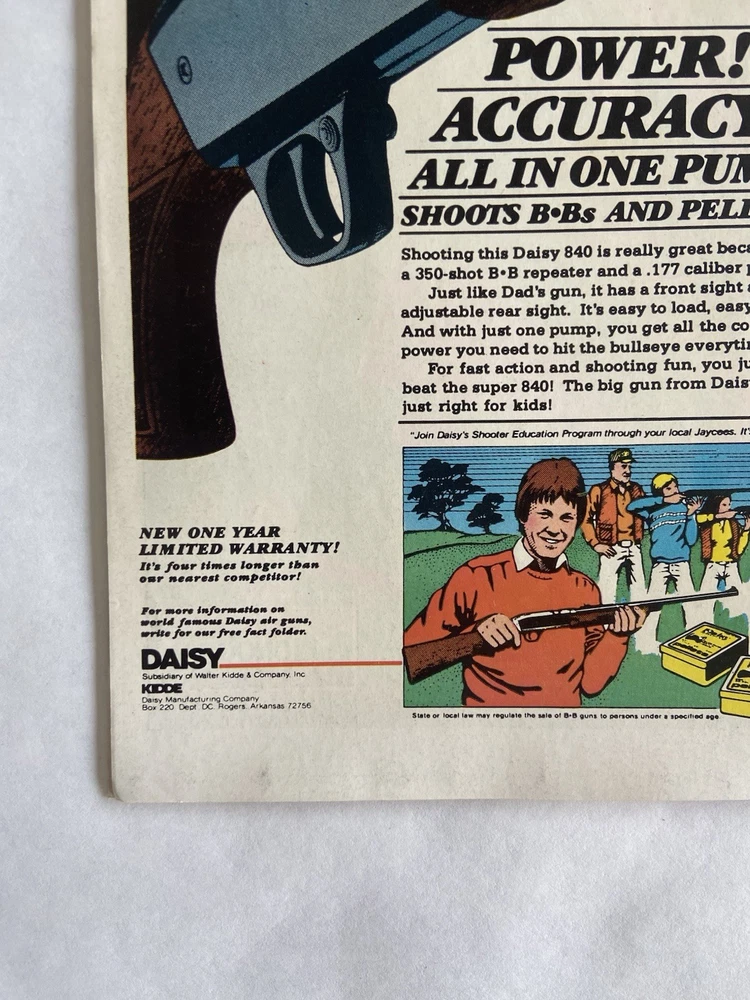 POWER!
ACCURACY
ALL IN ONE PUM
SHOOTS B•Bs AND PELL
Shooting this Daisy 840 is really great beca
a 350-shot B•B repeater and a .177 caliber p
Just like Dad's gun, it has a front sight a
adjustable rear sight. It's easy to load, easy
And with just one pump, you get all the co
power you need to hit the bullseye everytim
For fast action and shooting fun, you ju
beat the super 840! The big gun from Dais
just right for kids!
"Join Daisy's Shooter Education Program through your local Jaycees. It's
NEW ONE YEAR
LIMITED WARRANTY!
It's four times longer than
our nearest competitor!
For more information on
world famous Daisy air guns,
write for our free fact folder.
DAISY
Subsidiary of Walter Kidde & Company, Inc
KIDDE
Daisy Manufacturing Company
Box 220 Dept DC, Rogers, Arkansas 72756
State or local law may regulate the sale of B•B guns to persons under a specified age